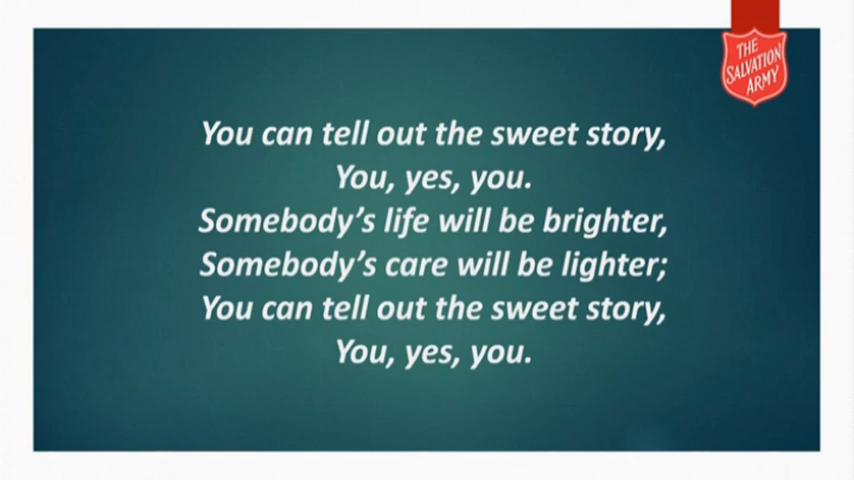 THE
SALVATION
ARMY
You can tell out the sweet story,
You, yes, you.
Somebody's life will be brighter,
Somebody's care will be lighter;
You can tell out the sweet story,
You, yes, you.